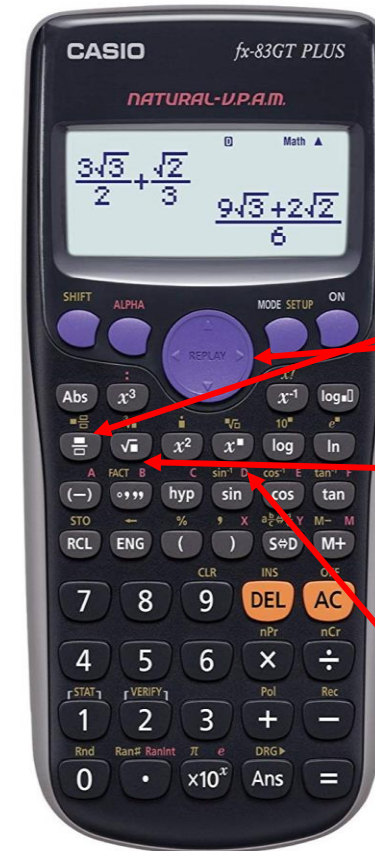 CASIO fx-83GT PLUS
NATURAL-V.P.A.M.
D Math ▲
3√3/2+√2/3
9√3+2√2/6
SHIFT ALPHA MODE SETUP ON
REPLAY
: x!
Abs x³ x⁻¹ log■□
10■ e■
√■ x² x■ log ln
A FACT B C sin⁻¹ D cos⁻¹ E tan⁻¹ F
(−) °’” hyp sin cos tan
STO ← % , X Y M− M
RCL ENG ( ) S⇔D M+
CLR INS OFF
7 8 9 DEL AC
nPr nCr
4 5 6 × ÷
STAT VERIFY Pol Rec
1 2 3 + −
Rnd Ran# RanInt π e DRG▶
0 • ×10ˣ Ans =